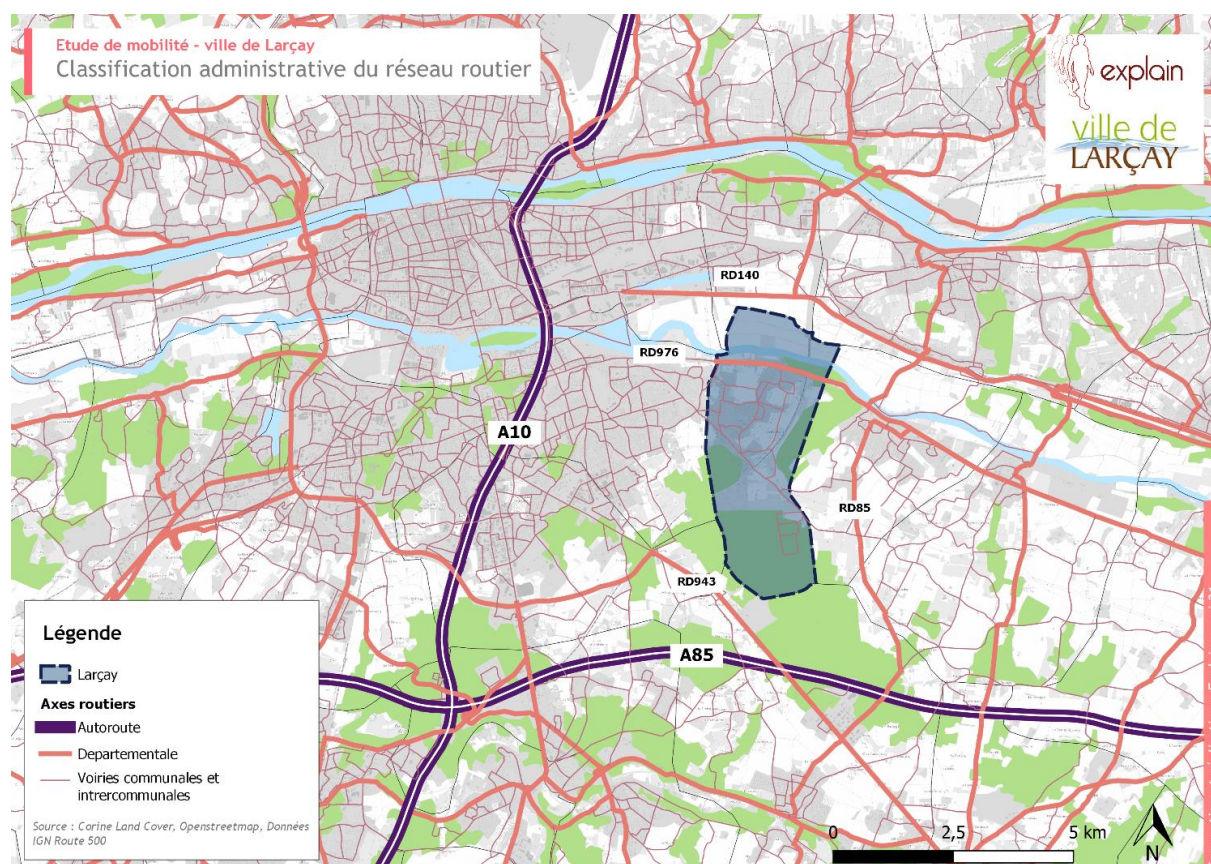 Etude de mobilité - ville de Larçay
Classification administrative du réseau routier
explain
ville de
LARÇAY
RD140
RD976
A10
RD85
RD943
A85
Légende
Larçay
Axes routiers
Autoroute
Departementale
Voiries communales et
intrercommunales
Source : Corine Land Cover, Openstreetmap, Données
IGN Route 500
0 2,5 5 km
N